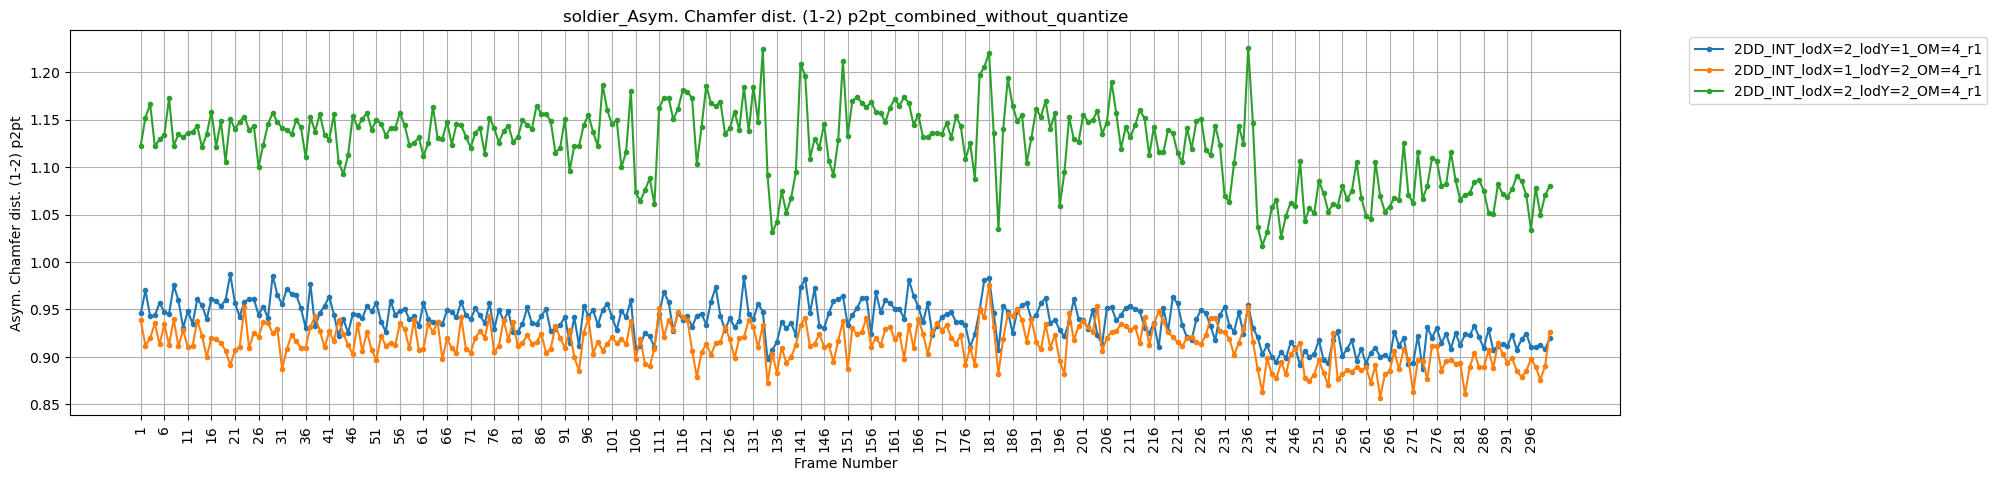 soldier_Asym. Chamfer dist. (1-2) p2pt_combined_without_quantize
Asym. Chamfer dist. (1-2) p2pt
1.20
1.15
1.10
1.05
1.00
0.95
0.90
0.85
1 6 11 16 21 26 31 36 41 46 51 56 61 66 71 76 81 86 91 96 101 106 111 116 121 126 131 136 141 146 151 156 161 166 171 176 181 186 191 196 201 206 211 216 221 226 231 236 241 246 251 256 261 266 271 276 281 286 291 296
Frame Number
2DD_INT_lodX=2_lodY=1_OM=4_r1
2DD_INT_lodX=1_lodY=2_OM=4_r1
2DD_INT_lodX=2_lodY=2_OM=4_r1